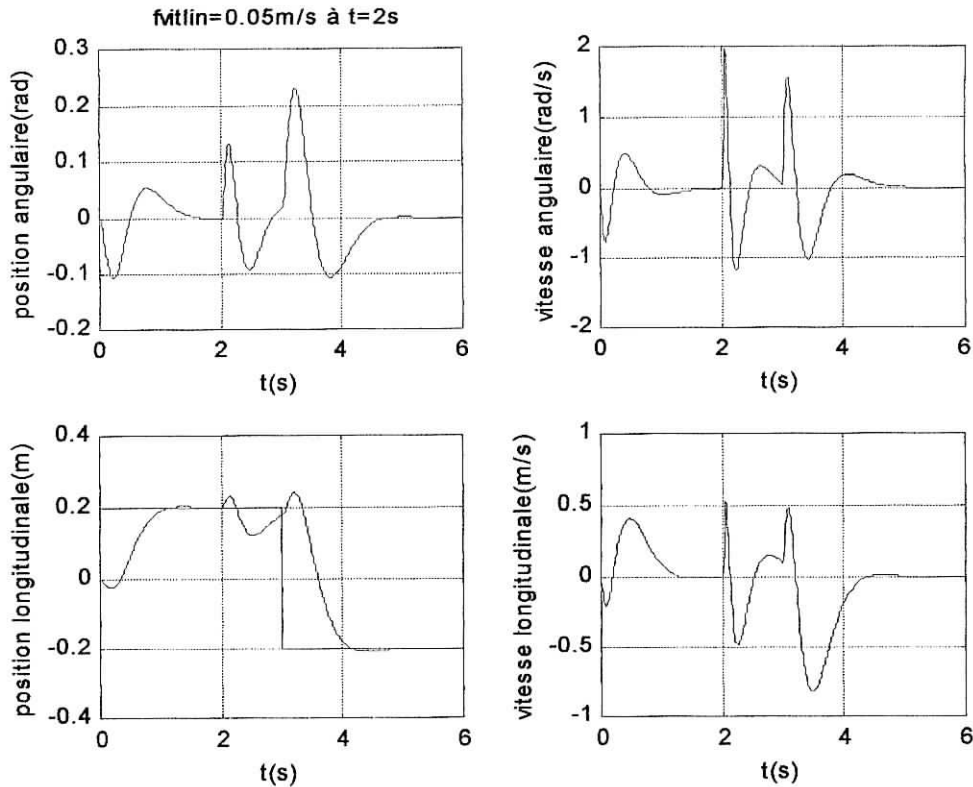 fvitlin=0.05m/s à t=2s
position angulaire(rad)
0.3
0.2
0.1
0
-0.1
-0.2
0 2 4 6
t(s)
vitesse angulaire(rad/s)
2
1
0
-1
-2
0 2 4 6
t(s)
position longitudinale(m)
0.4
0.2
0
-0.2
-0.4
0 2 4 6
t(s)
vitesse longitudinale(m/s)
1
0.5
0
-0.5
-1
0 2 4 6
t(s)